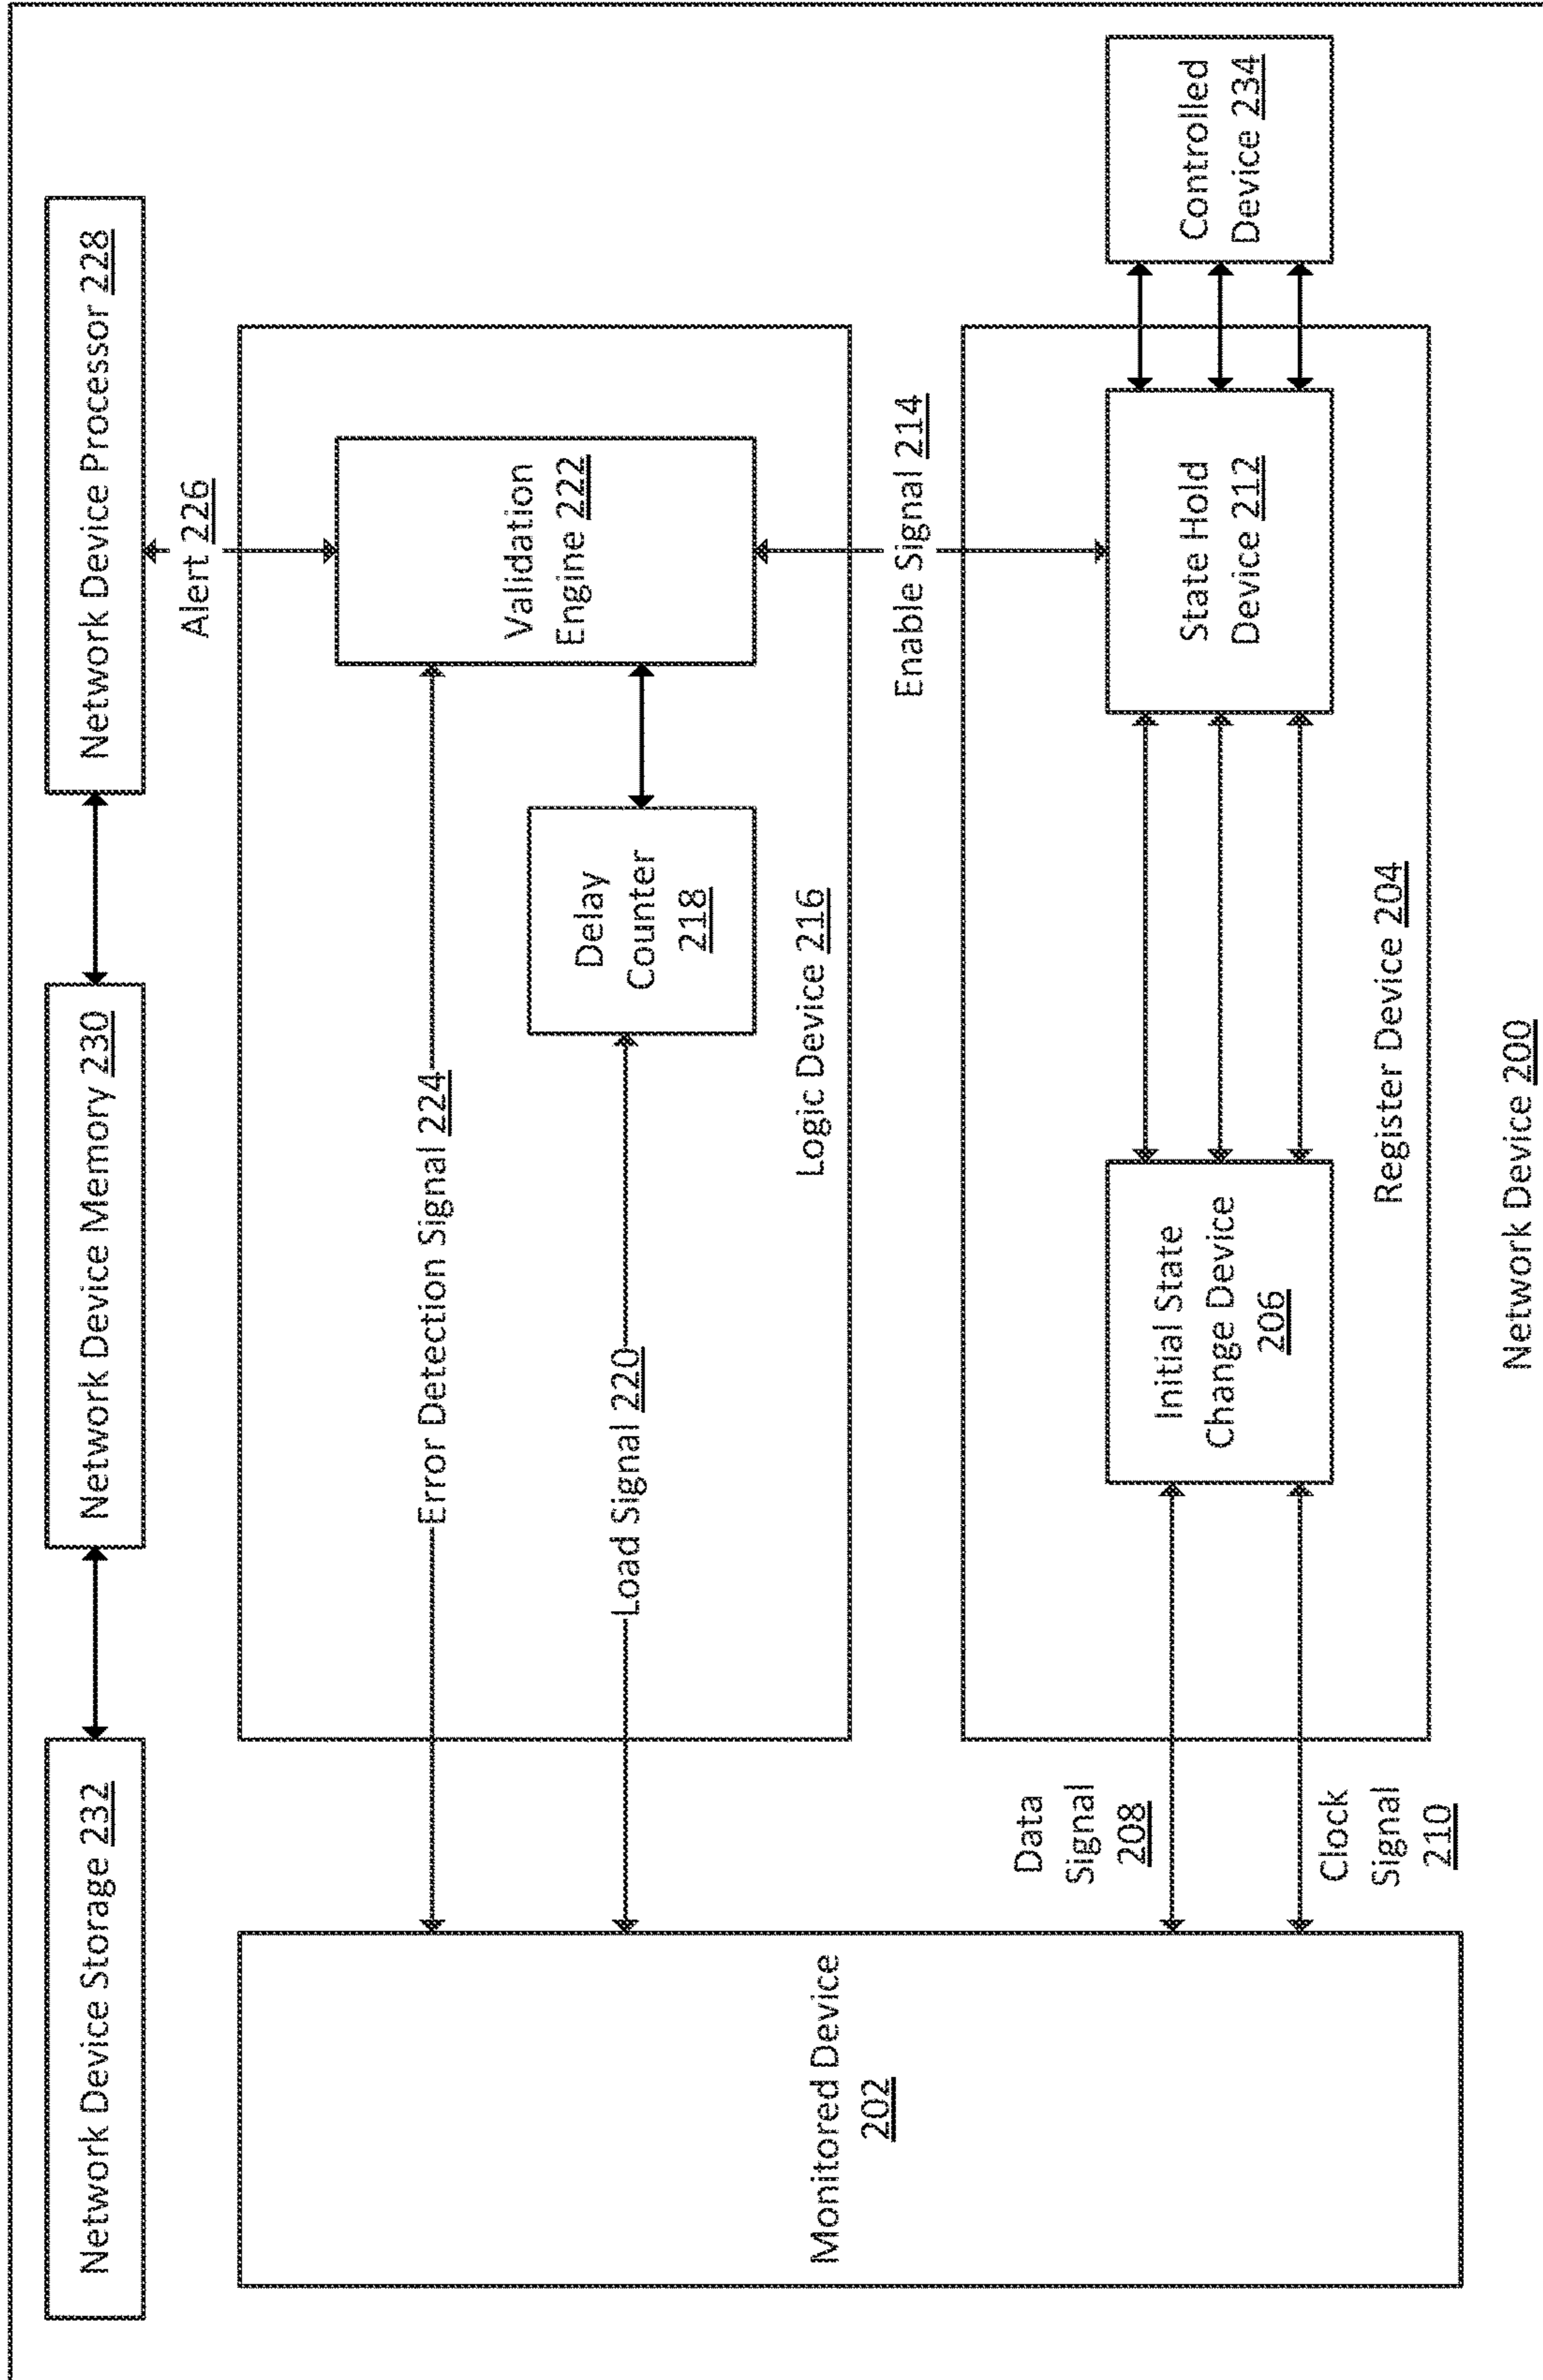 Network Device Storage 232
Network Device Memory 230
Network Device Processor 228
Alert 226
Error Detection Signal 224
Validation
Engine 222
Load Signal 220
Delay
Counter
218
Logic Device 216
Monitored Device
202
Enable Signal 214
Data
Signal
208
Clock
Signal
210
Initial State
Change Device
206
State Hold
Device 212
Controlled
Device 234
Register Device 204
Network Device 200